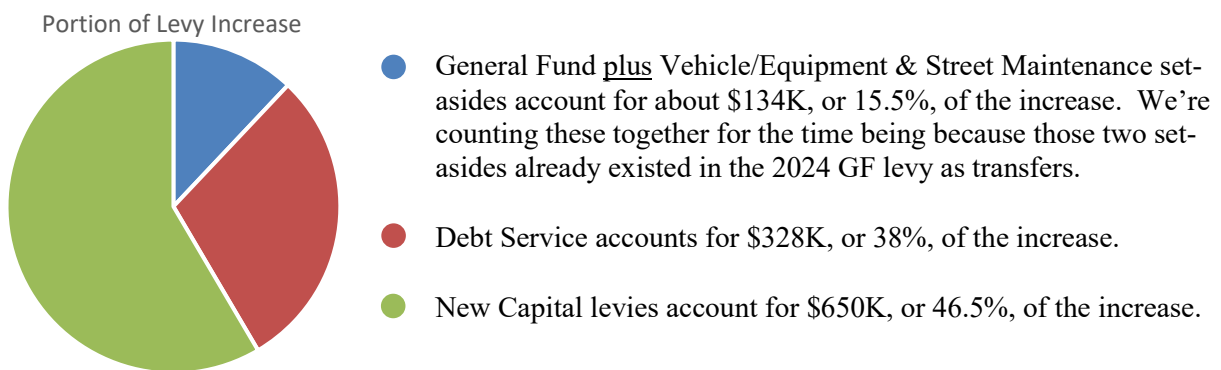 Portion of Levy Increase
General Fund plus Vehicle/Equipment & Street Maintenance set-
asides account for about $134K, or 15.5%, of the increase.  We’re
counting these together for the time being because those two set-
asides already existed in the 2024 GF levy as transfers.
Debt Service accounts for $328K, or 38%, of the increase.
New Capital levies account for $650K, or 46.5%, of the increase.